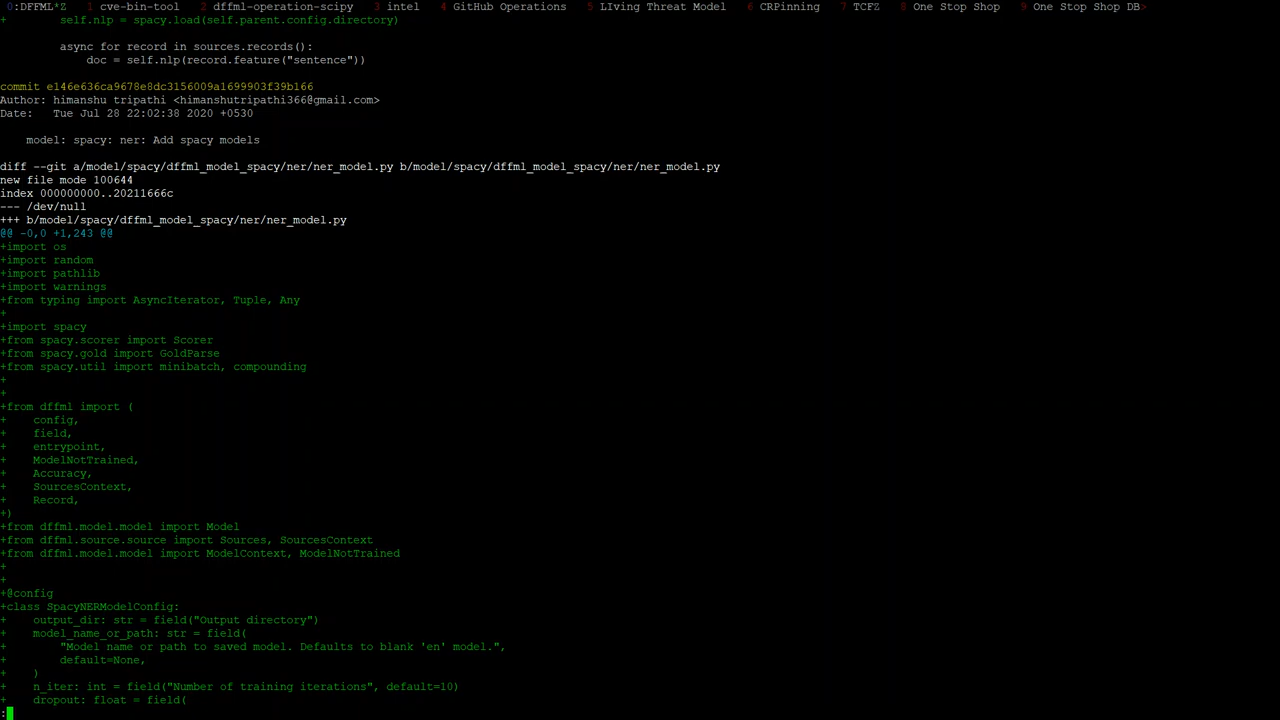 0:DFFML*Z 1 cve-bin-tool 2 dffml-operation-scipy 3 intel 4 GitHub Operations 5 LIving Threat Model 6 CRPinning 7 TCFZ 8 One Stop Shop 9 One Stop Shop DB>
+        self.nlp = spacy.load(self.parent.config.directory)

         async for record in sources.records():
             doc = self.nlp(record.feature("sentence"))

commit e146e636ca9678e8dc3156009a1699903f39b166
Author: himanshu tripathi <himanshutripathi366@gmail.com>
Date:   Tue Jul 28 22:02:38 2020 +0530

    model: spacy: ner: Add spacy models

diff --git a/model/spacy/dffml_model_spacy/ner/ner_model.py b/model/spacy/dffml_model_spacy/ner/ner_model.py
new file mode 100644
index 000000000..20211666c
--- /dev/null
+++ b/model/spacy/dffml_model_spacy/ner/ner_model.py
@@ -0,0 +1,243 @@
+import os
+import random
+import pathlib
+import warnings
+from typing import AsyncIterator, Tuple, Any
+
+import spacy
+from spacy.scorer import Scorer
+from spacy.gold import GoldParse
+from spacy.util import minibatch, compounding
+
+
+from dffml import (
+    config,
+    field,
+    entrypoint,
+    ModelNotTrained,
+    Accuracy,
+    SourcesContext,
+    Record,
+)
+from dffml.model.model import Model
+from dffml.source.source import Sources, SourcesContext
+from dffml.model.model import ModelContext, ModelNotTrained
+
+
+@config
+class SpacyNERModelConfig:
+    output_dir: str = field("Output directory")
+    model_name_or_path: str = field(
+        "Model name or path to saved model. Defaults to blank 'en' model.",
+        default=None,
+    )
+    n_iter: int = field("Number of training iterations", default=10)
+    dropout: float = field(
: